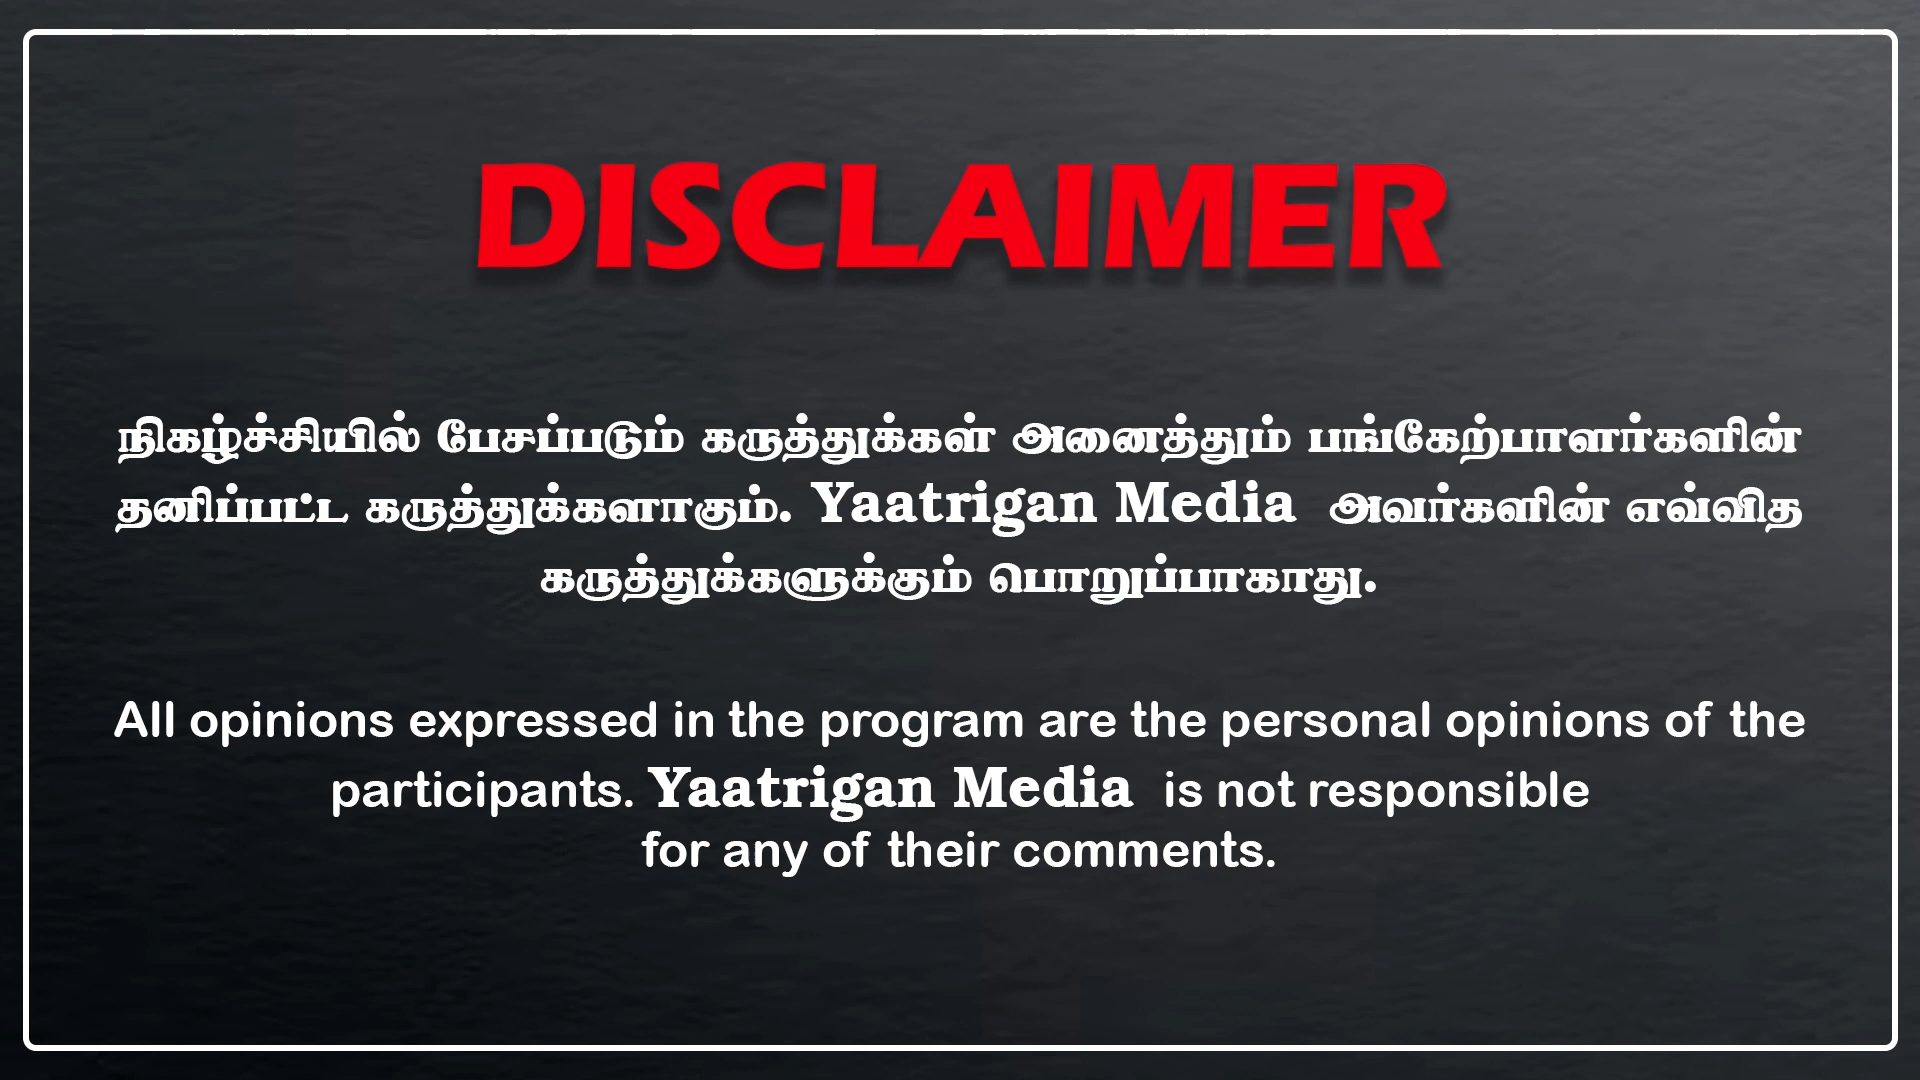 DISCLAIMER
நிகழ்ச்சியில் பேசப்படும் கருத்துக்கள் அனைத்தும் பங்கேற்பாளர்களின்
தனிப்பட்ட கருத்துக்களாகும். Yaatrigan Media அவர்களின் எவ்வித
கருத்துக்களுக்கும் பொறுப்பாகாது.
All opinions expressed in the program are the personal opinions of the
participants. Yaatrigan Media is not responsible
for any of their comments.